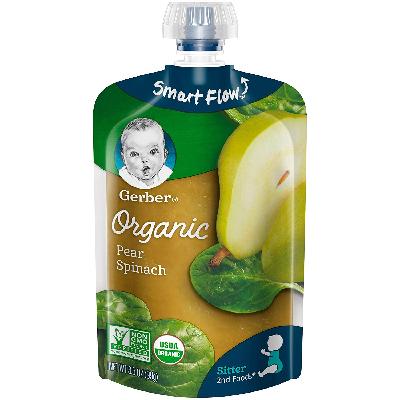 Smart Flow
Gerber®
Organic
Pear
Spinach
NON
GMO
USDA
ORGANIC
Sitter
2nd Foods®